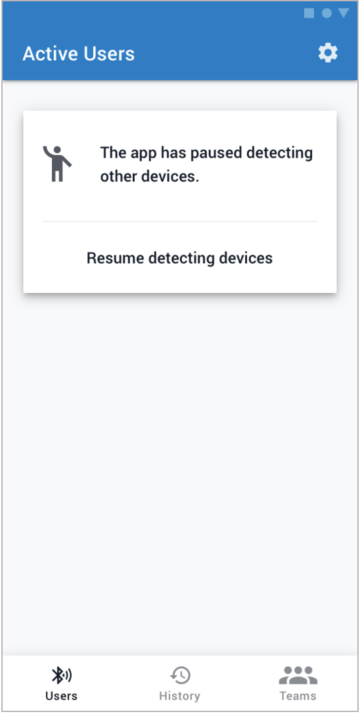 Active Users
The app has paused detecting
other devices.
Resume detecting devices
Users
History
Teams